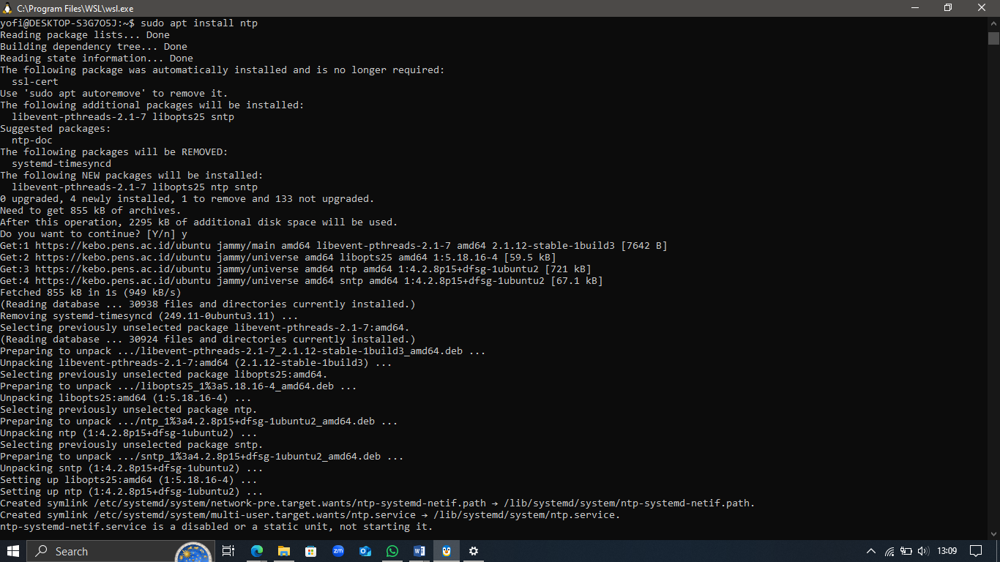 C:\Program Files\WSL\wsl.exe
yofi@DESKTOP-S3G7O5J:~$ sudo apt install ntp
Reading package lists... Done
Building dependency tree... Done
Reading state information... Done
The following package was automatically installed and is no longer required:
  ssl-cert
Use 'sudo apt autoremove' to remove it.
The following additional packages will be installed:
  libevent-pthreads-2.1-7 libopts25 sntp
Suggested packages:
  ntp-doc
The following packages will be REMOVED:
  systemd-timesyncd
The following NEW packages will be installed:
  libevent-pthreads-2.1-7 libopts25 ntp sntp
0 upgraded, 4 newly installed, 1 to remove and 133 not upgraded.
Need to get 855 kB of archives.
After this operation, 2295 kB of additional disk space will be used.
Do you want to continue? [Y/n] y
Get:1 https://kebo.pens.ac.id/ubuntu jammy/main amd64 libevent-pthreads-2.1-7 amd64 2.1.12-stable-1build3 [7642 B]
Get:2 https://kebo.pens.ac.id/ubuntu jammy/universe amd64 libopts25 amd64 1:5.18.16-4 [59.5 kB]
Get:3 https://kebo.pens.ac.id/ubuntu jammy/universe amd64 ntp amd64 1:4.2.8p15+dfsg-1ubuntu2 [721 kB]
Get:4 https://kebo.pens.ac.id/ubuntu jammy/universe amd64 sntp amd64 1:4.2.8p15+dfsg-1ubuntu2 [67.1 kB]
Fetched 855 kB in 1s (949 kB/s)
(Reading database ... 30938 files and directories currently installed.)
Removing systemd-timesyncd (249.11-0ubuntu3.11) ...
Selecting previously unselected package libevent-pthreads-2.1-7:amd64.
(Reading database ... 30924 files and directories currently installed.)
Preparing to unpack .../libevent-pthreads-2.1-7_2.1.12-stable-1build3_amd64.deb ...
Unpacking libevent-pthreads-2.1-7:amd64 (2.1.12-stable-1build3) ...
Selecting previously unselected package libopts25:amd64.
Preparing to unpack .../libopts25_1%3a5.18.16-4_amd64.deb ...
Unpacking libopts25:amd64 (1:5.18.16-4) ...
Selecting previously unselected package ntp.
Preparing to unpack .../ntp_1%3a4.2.8p15+dfsg-1ubuntu2_amd64.deb ...
Unpacking ntp (1:4.2.8p15+dfsg-1ubuntu2) ...
Selecting previously unselected package sntp.
Preparing to unpack .../sntp_1%3a4.2.8p15+dfsg-1ubuntu2_amd64.deb ...
Unpacking sntp (1:4.2.8p15+dfsg-1ubuntu2) ...
Setting up libopts25:amd64 (1:5.18.16-4) ...
Setting up ntp (1:4.2.8p15+dfsg-1ubuntu2) ...
Created symlink /etc/systemd/system/network-pre.target.wants/ntp-systemd-netif.path → /lib/systemd/system/ntp-systemd-netif.path.
Created symlink /etc/systemd/system/multi-user.target.wants/ntp.service → /lib/systemd/system/ntp.service.
ntp-systemd-netif.service is a disabled or a static unit, not starting it.
Search
zm
13:09